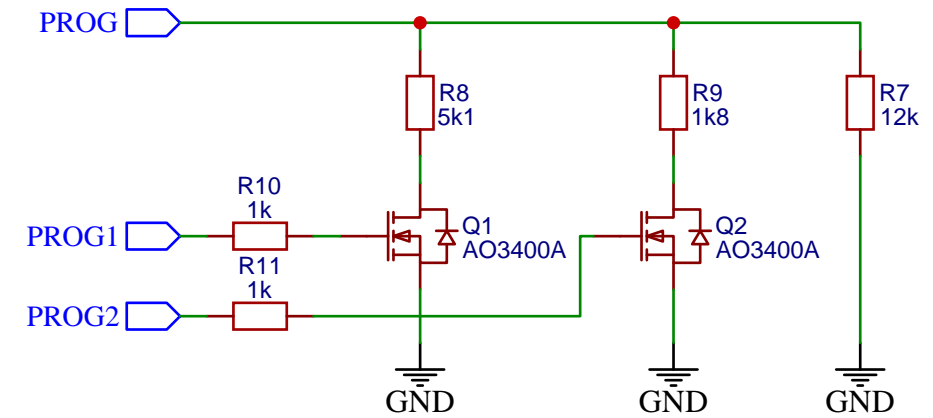 PROG
R8
5k1
R9
1k8
R7
12k
R10
1k
PROG1
Q1
AO3400A
Q2
AO3400A
R11
1k
PROG2
GND
GND
GND